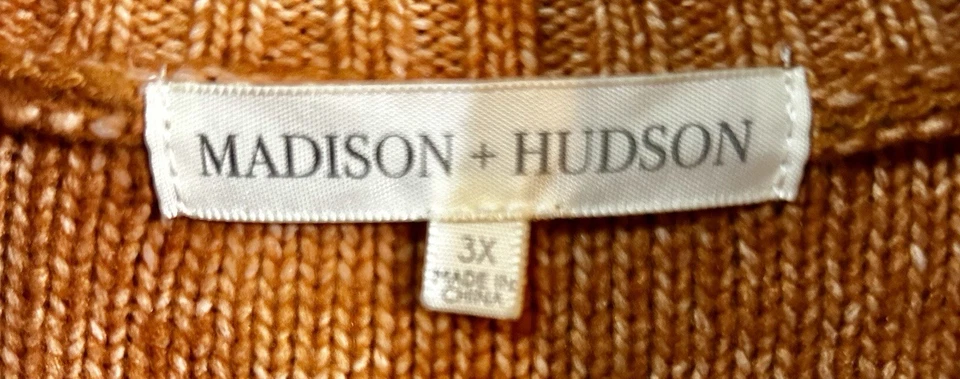 MADISON + HUDSON
3X
MADE IN
CHINA